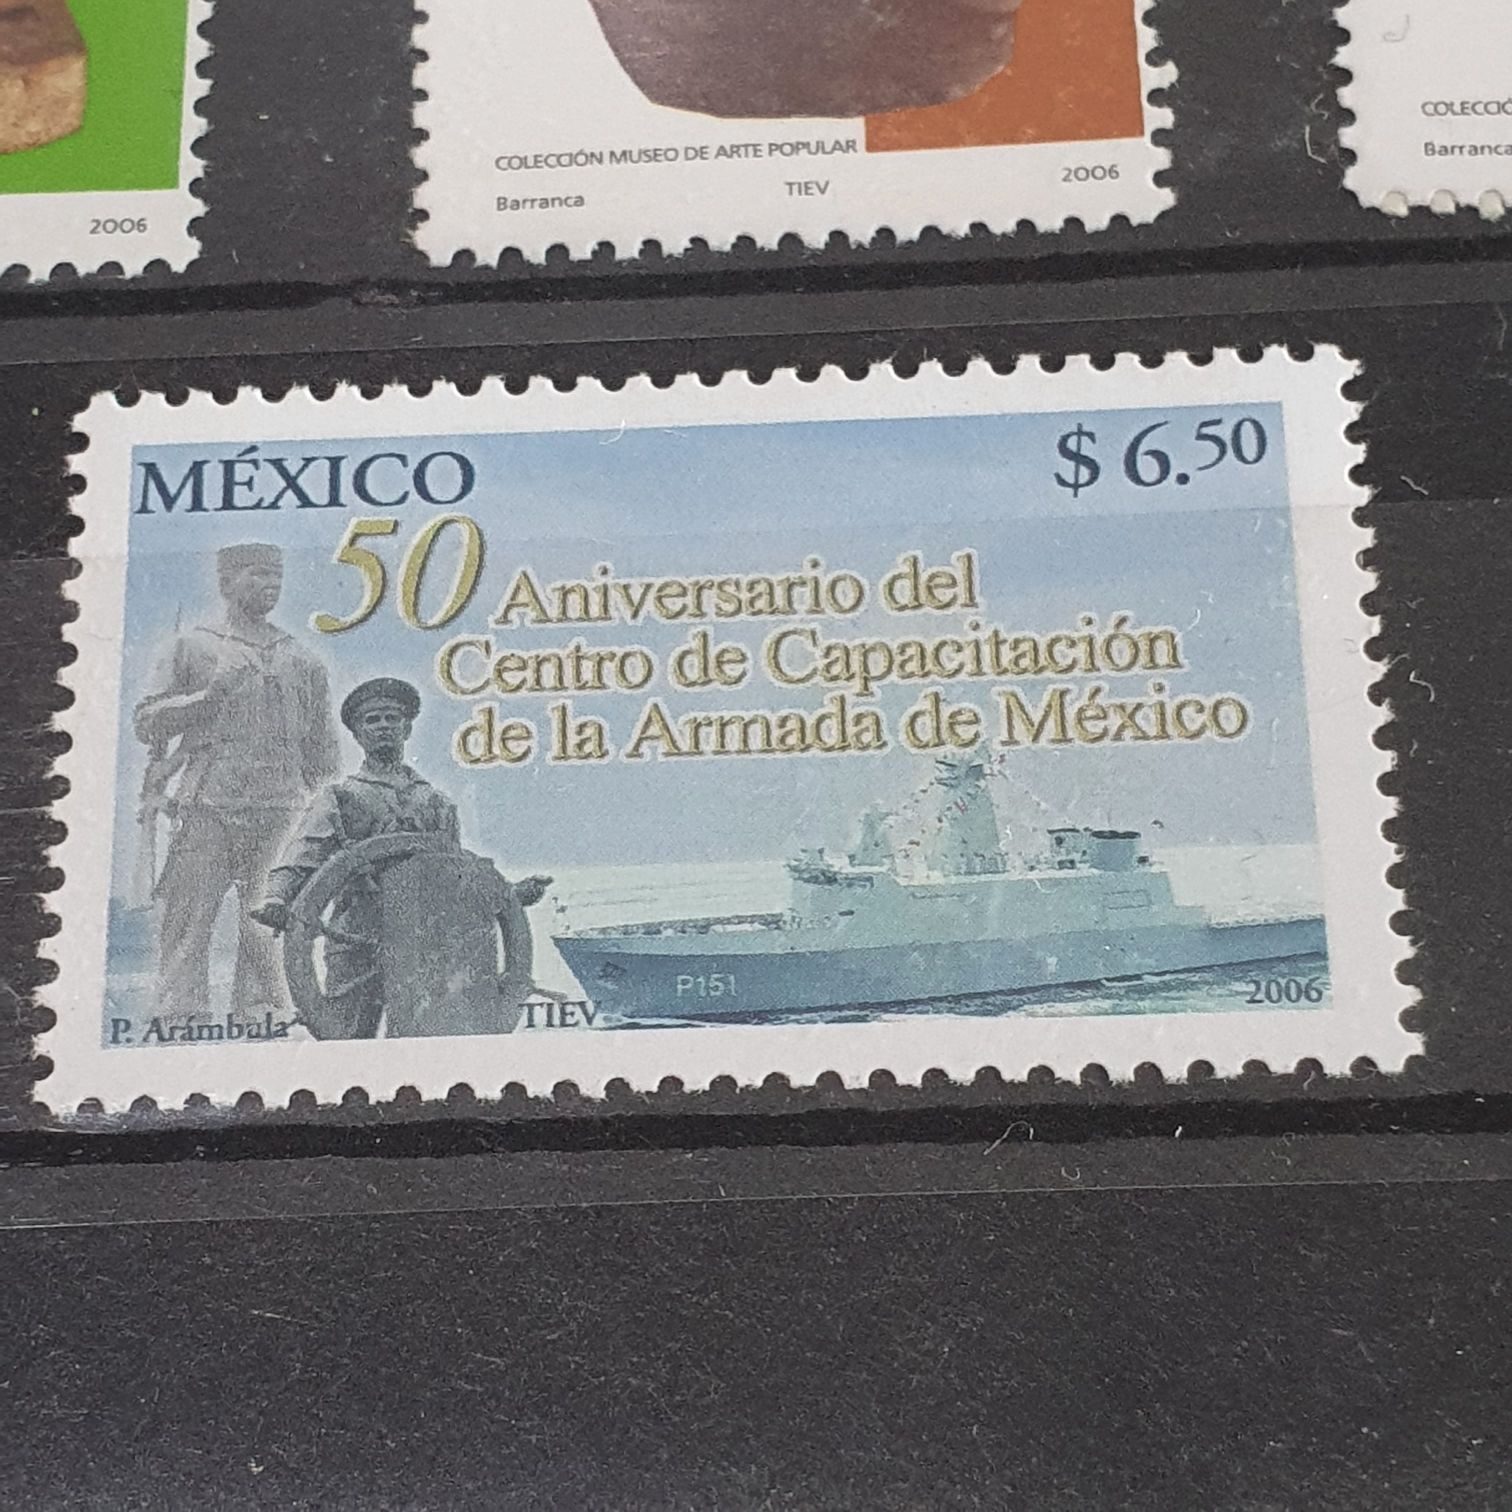 2006
COLECCIÓN MUSEO DE ARTE POPULAR
Barranca
TIEV
2006
Barranca
MÉXICO
$ 6.50
50 Aniversario del
Centro de Capacitación
de la Armada de México
P151
P. Arámbula
TIEV
2006